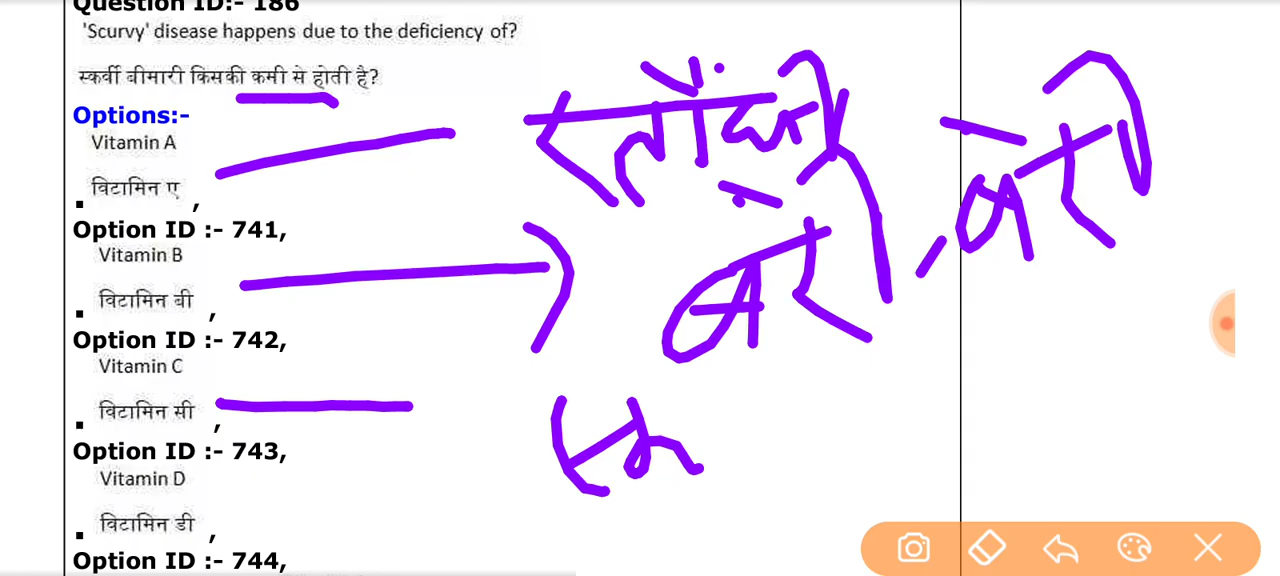 Question ID:- 186
'Scurvy' disease happens due to the deficiency of?
स्कर्वी बीमारी किसकी कमी से होती है?
Options:-
Vitamin A
विटामिन ए ,
Option ID :- 741,
Vitamin B
विटामिन बी ,
Option ID :- 742,
Vitamin C
विटामिन सी ,
Option ID :- 743,
Vitamin D
विटामिन डी ,
Option ID :- 744,
रतौंधी
बेरी-बेरी